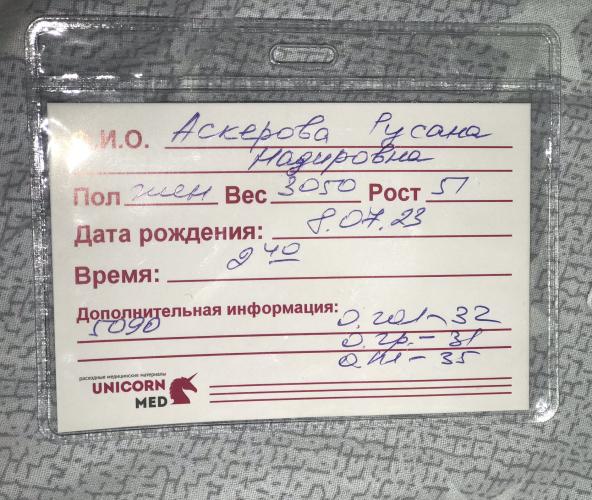 Ф.И.О. Аскерова Русана
Надировна
Пол жен Вес 3050 Рост 51
Дата рождения: 8.07.23
Время: 2 40
Дополнительная информация:
5090 О.гол-32
О.гр.-31
-35
расходные медицинские материалы
UNICORN
MED